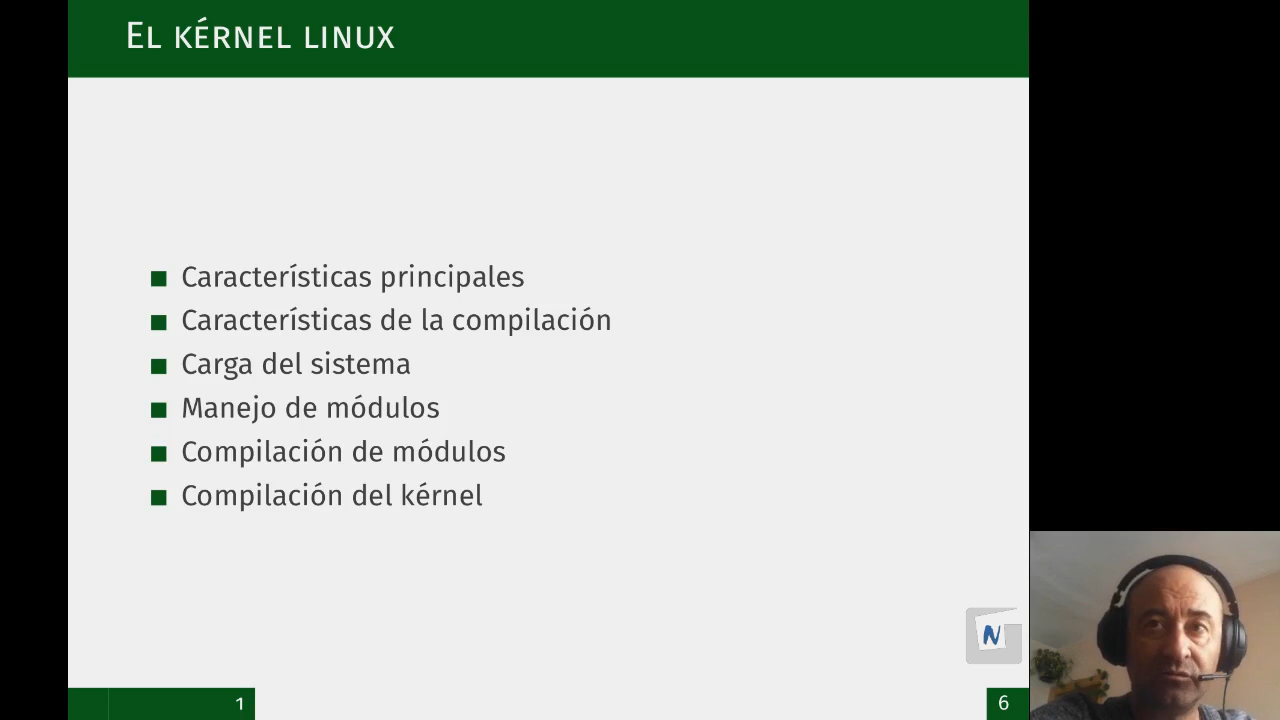 El kérnel linux
Características principales
Características de la compilación
Carga del sistema
Manejo de módulos
Compilación de módulos
Compilación del kérnel
N
1
6